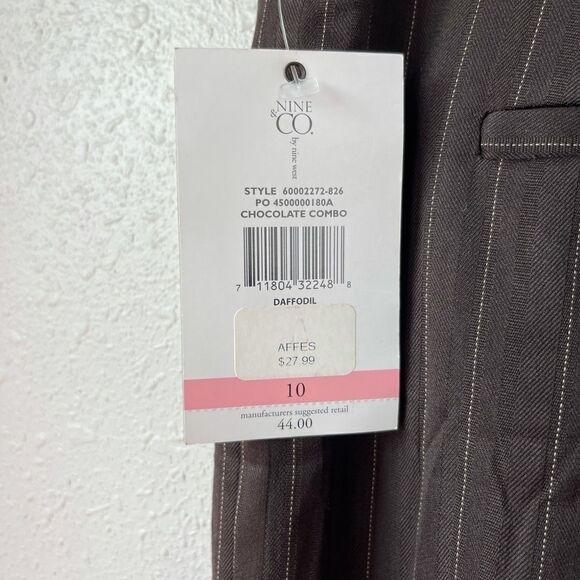 NINE
& CO.
by nine west
STYLE 60002272-826
PO 4500000180A
CHOCOLATE COMBO
7 11804 32248 8
DAFFODIL
AFFES
$27.99
10
manufacturers suggested retail
44.00